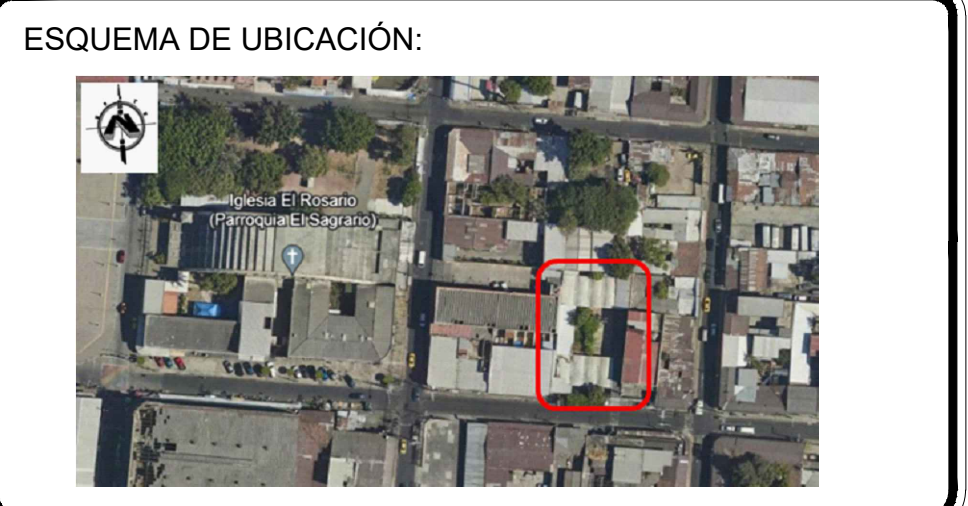 ESQUEMA DE UBICACIÓN:
N
Iglesia El Rosario
(Parroquia El Sagrario)